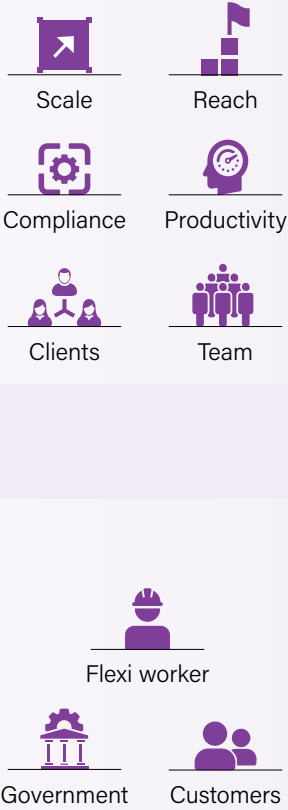 Scale
Reach
Compliance
Productivity
Clients
Team
Flexi worker
Government
Customers